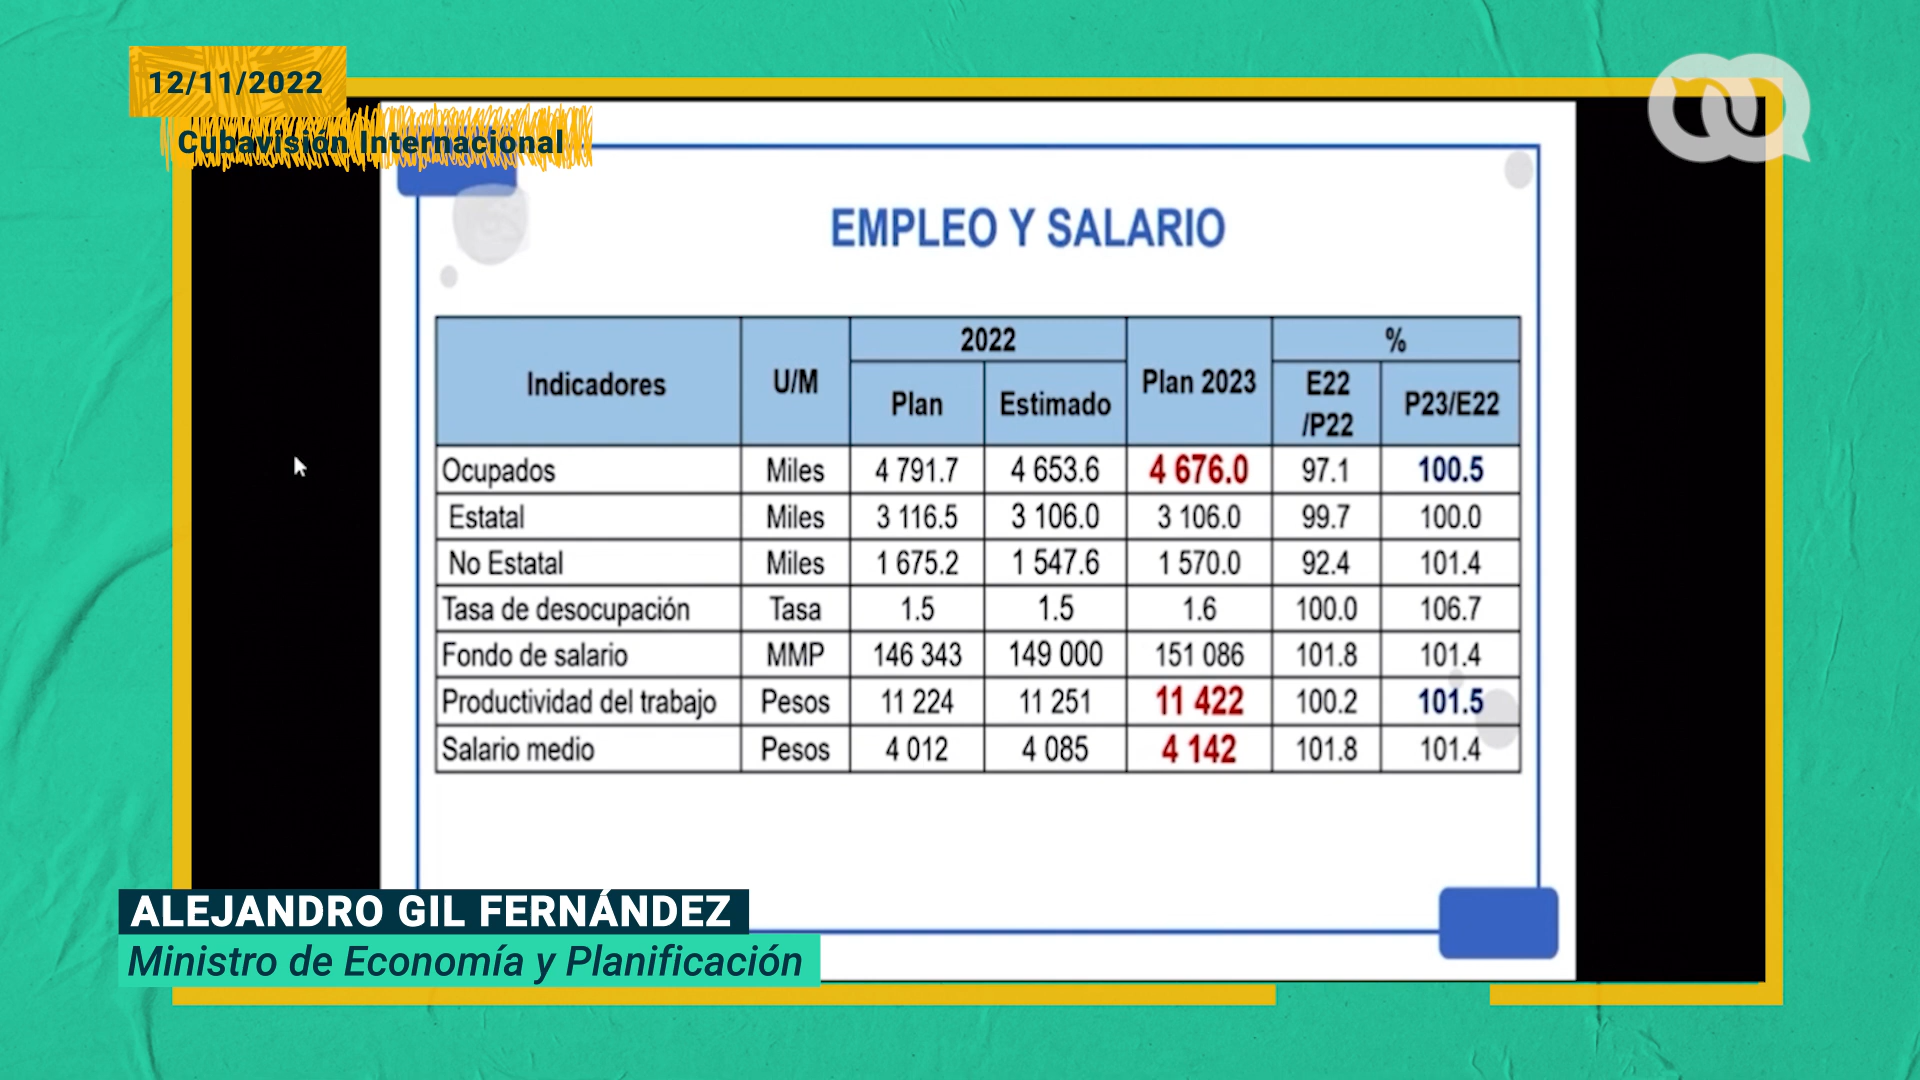 12/11/2022
Cubavisión Internacional
EMPLEO Y SALARIO
Indicadores U/M 2022 Plan 2023 %
Plan Estimado E22 /P22 P23/E22
Ocupados Miles 4 791.7 4 653.6 4 676.0 97.1 100.5
Estatal Miles 3 116.5 3 106.0 3 106.0 99.7 100.0
No Estatal Miles 1 675.2 1 547.6 1 570.0 92.4 101.4
Tasa de desocupación Tasa 1.5 1.5 1.6 100.0 106.7
Fondo de salario MMP 146 343 149 000 151 086 101.8 101.4
Productividad del trabajo Pesos 11 224 11 251 11 422 100.2 101.5
Salario medio Pesos 4 012 4 085 4 142 101.8 101.4
ALEJANDRO GIL FERNÁNDEZ
Ministro de Economía y Planificación